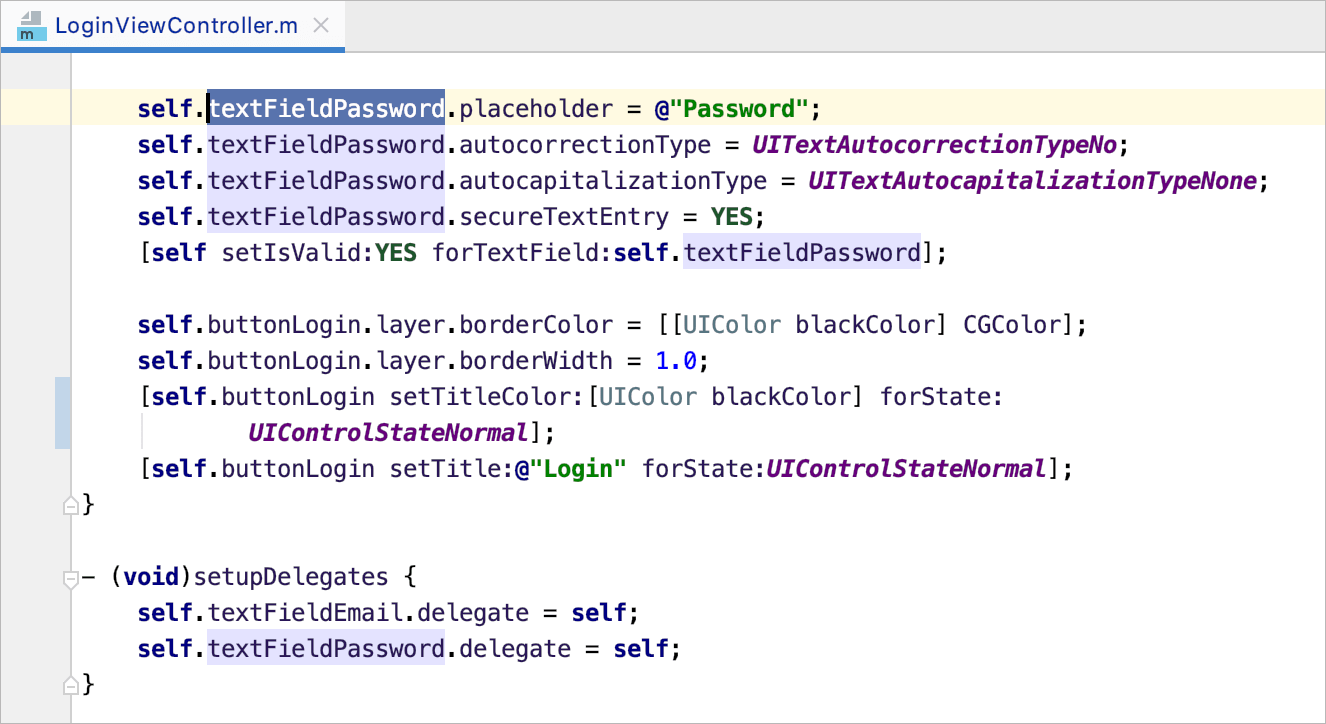 LoginViewController.m
m
self.textFieldPassword.placeholder = @"Password";
self.textFieldPassword.autocorrectionType = UITextAutocorrectionTypeNo;
self.textFieldPassword.autocapitalizationType = UITextAutocapitalizationTypeNone;
self.textFieldPassword.secureTextEntry = YES;
[self setIsValid:YES forTextField:self.textFieldPassword];
self.buttonLogin.layer.borderColor = [[UIColor blackColor] CGColor];
self.buttonLogin.layer.borderWidth = 1.0;
[self.buttonLogin setTitleColor:[UIColor blackColor] forState:
UIControlStateNormal];
[self.buttonLogin setTitle:@"Login" forState:UIControlStateNormal];
}
- (void)setupDelegates {
self.textFieldEmail.delegate = self;
self.textFieldPassword.delegate = self;
}